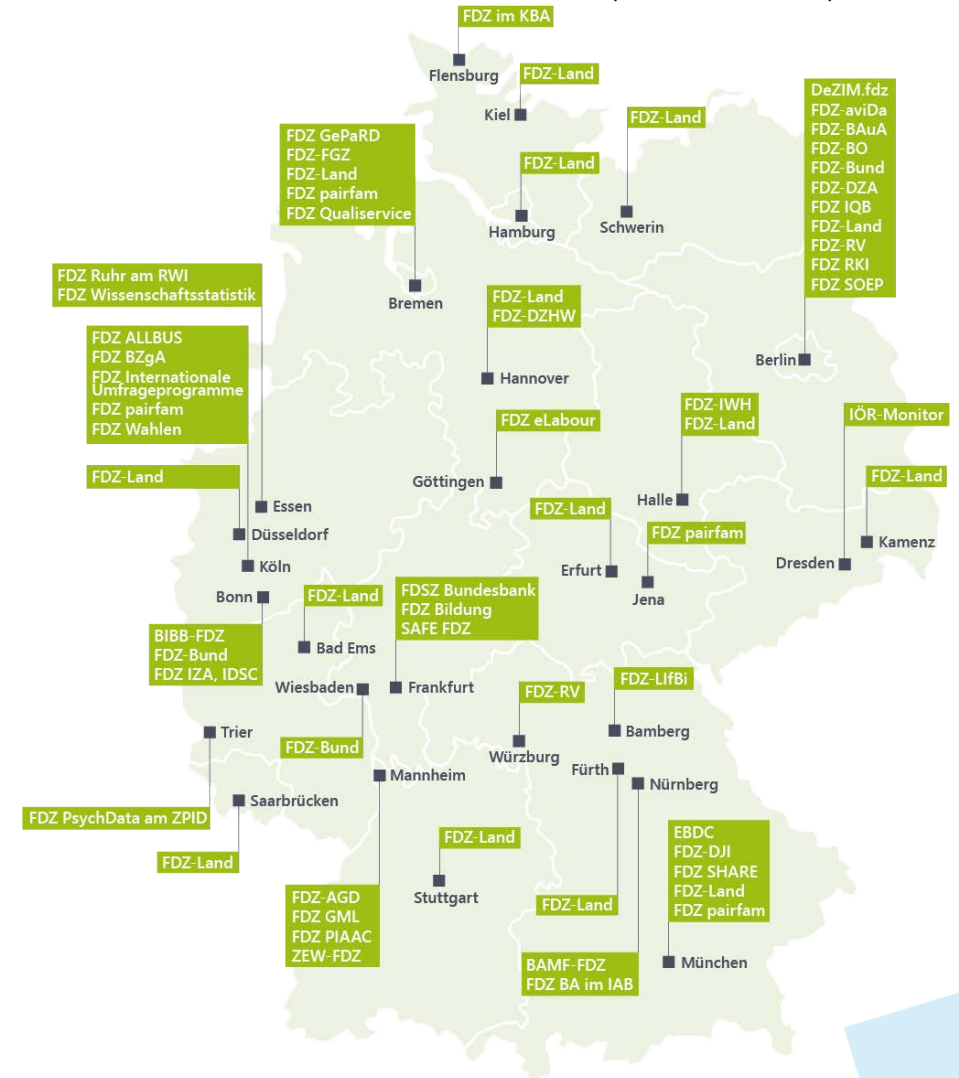 FDZ im KBA
Flensburg
FDZ-Land
Kiel
FDZ-Land
Schwerin
FDZ-Land
Hamburg
DeZIM.fdz
FDZ-aviDa
FDZ-BAuA
FDZ-BO
FDZ-Bund
FDZ-DZA
FDZ IQB
FDZ-Land
FDZ-RV
FDZ RKI
FDZ SOEP
Berlin
FDZ GePaRD
FDZ-FGZ
FDZ-Land
FDZ pairfam
FDZ Qualiservice
Bremen
FDZ Ruhr am RWI
FDZ Wissenschaftsstatistik
Essen
FDZ-Land
FDZ-DZHW
Hannover
FDZ ALLBUS
FDZ BZgA
FDZ Internationale
Umfrageprogramme
FDZ pairfam
FDZ Wahlen
Köln
FDZ-Land
Düsseldorf
FDZ eLabour
Göttingen
FDZ-IWH
FDZ-Land
Halle
IÖR-Monitor
Dresden
FDZ-Land
Kamenz
FDZ-Land
Erfurt
FDZ pairfam
Jena
Bonn
BIBB-FDZ
FDZ-Bund
FDZ IZA, IDSC
FDZ-Land
Bad Ems
FDSZ Bundesbank
FDZ Bildung
SAFE FDZ
Frankfurt
Wiesbaden
FDZ-Bund
FDZ-RV
Würzburg
FDZ-LIfBi
Bamberg
Trier
FDZ PsychData am ZPID
Saarbrücken
FDZ-Land
Mannheim
FDZ-AGD
FDZ GML
FDZ PIAAC
ZEW-FDZ
FDZ-Land
Stuttgart
Fürth
FDZ-Land
Nürnberg
BAMF-FDZ
FDZ BA im IAB
EBDC
FDZ-DJI
FDZ SHARE
FDZ-Land
FDZ pairfam
München